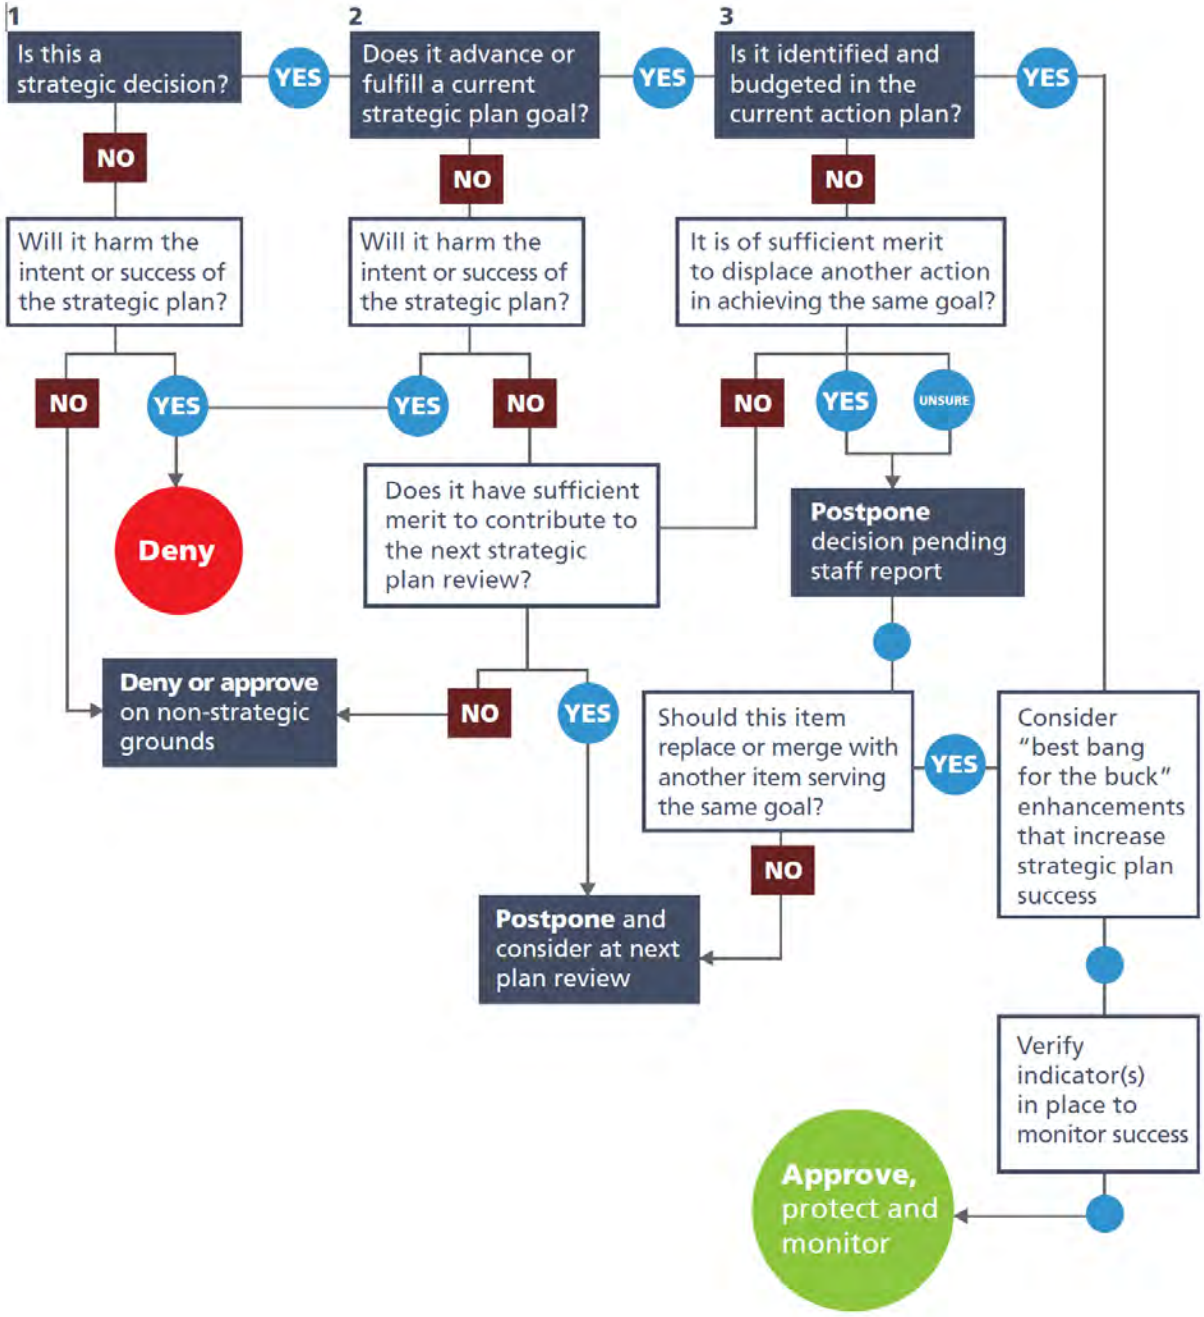 1
Is this a
strategic decision?
YES
2
Does it advance or
fulfill a current
strategic plan goal?
YES
3
Is it identified and
budgeted in the
current action plan?
YES
NO
NO
NO
Will it harm the
intent or success of
the strategic plan?
Will it harm the
intent or success of
the strategic plan?
It is of sufficient merit
to displace another action
in achieving the same goal?
NO
YES
YES
NO
NO
YES
UNSURE
Deny
Does it have sufficient
merit to contribute to
the next strategic
plan review?
Postpone
decision pending
staff report
Deny or approve
on non-strategic
grounds
NO
YES
Should this item
replace or merge with
another item serving
the same goal?
YES
Consider
“best bang
for the buck”
enhancements
that increase
strategic plan
success
NO
Postpone and
consider at next
plan review
Verify
indicator(s)
in place to
monitor success
Approve,
protect and
monitor